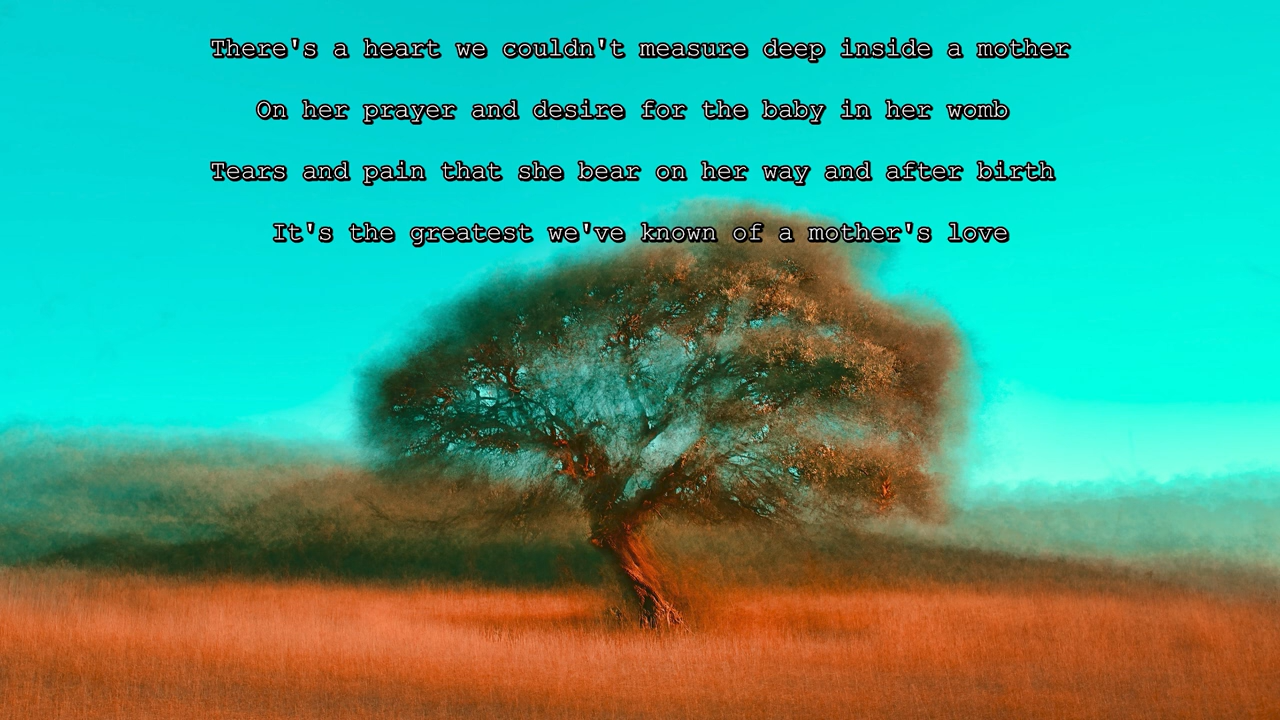 There's a heart we couldn't measure deep inside a mother
On her prayer and desire for the baby in her womb
Tears and pain that she bear on her way and after birth
It's the greatest we've known of a mother's love